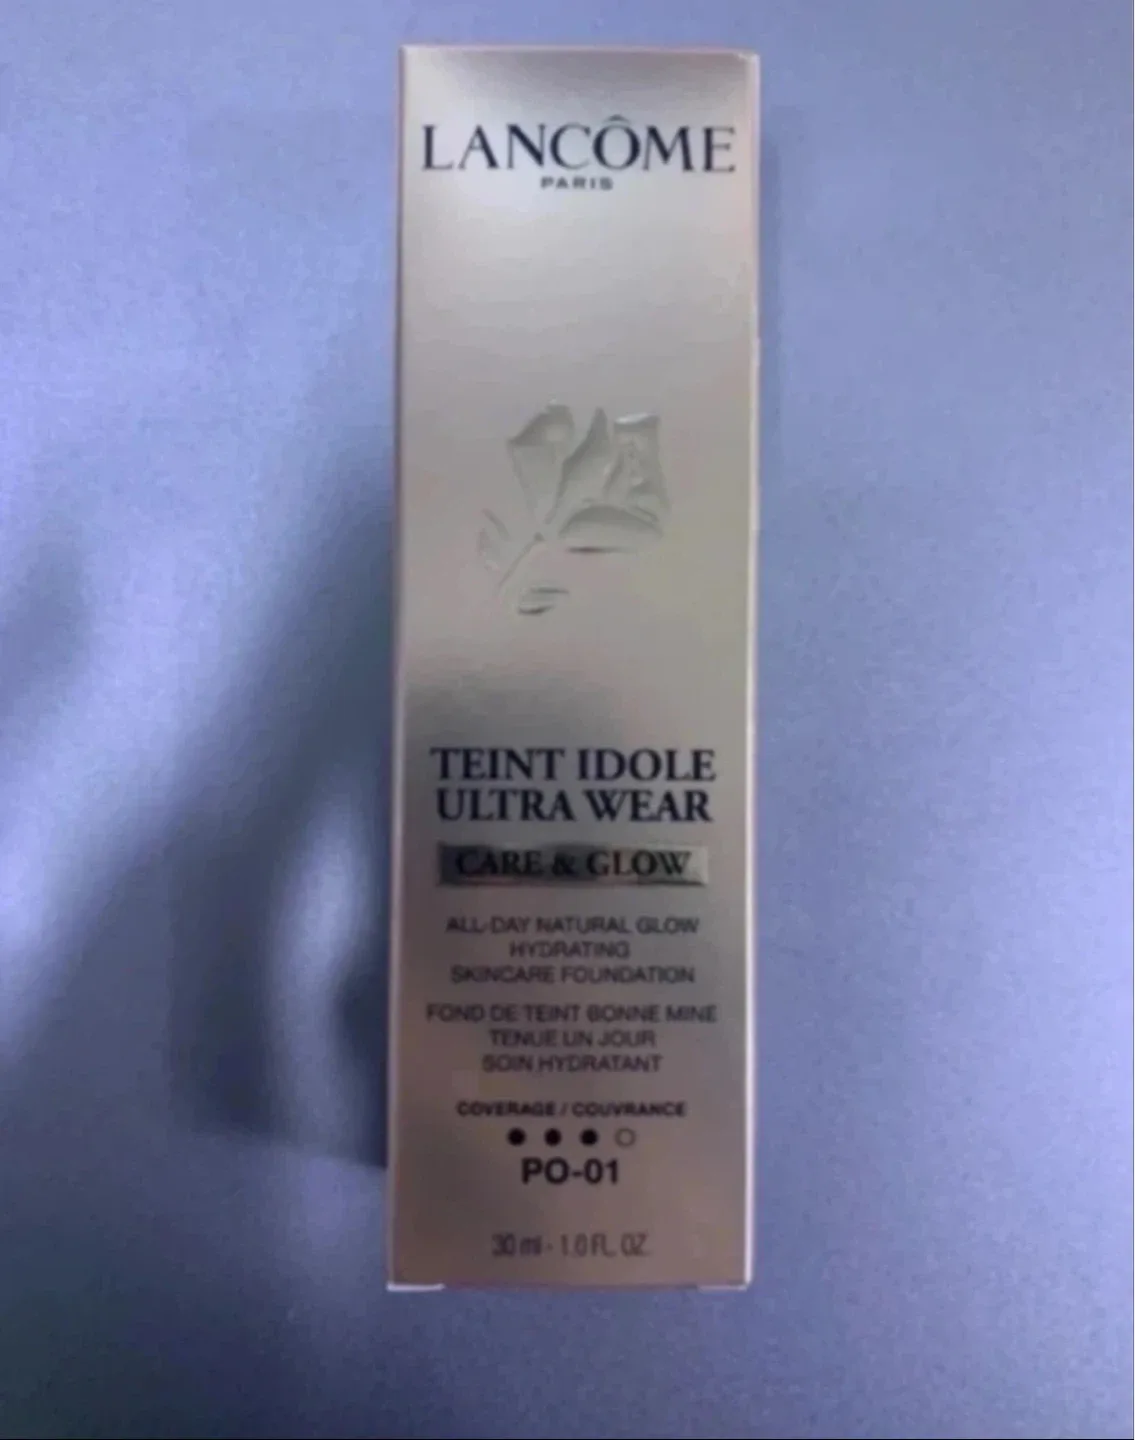 LANCÔME
PARIS
TEINT IDOLE
ULTRA WEAR
CARE & GLOW
ALL-DAY NATURAL GLOW
HYDRATING
SKINCARE FOUNDATION
FOND DE TEINT BONNE MINE
TENUE UN JOUR
SOIN HYDRATANT
COVERAGE / COUVRANCE
PO-01
30 ml - 1.0 FL. OZ.